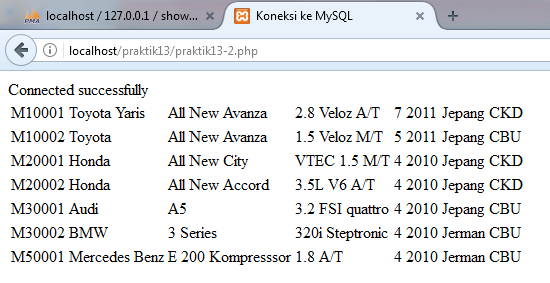 localhost / 127.0.0.1 / show...
Koneksi ke MySQL
localhost/praktik13/praktik13-2.php
Connected successfully
M10001 Toyota Yaris All New Avanza 2.8 Veloz A/T 7 2011 Jepang CKD
M10002 Toyota All New Avanza 1.5 Veloz M/T 5 2011 Jepang CBU
M20001 Honda All New City VTEC 1.5 M/T 4 2010 Jepang CKD
M20002 Honda All New Accord 3.5L V6 A/T 4 2010 Jepang CKD
M30001 Audi A5 3.2 FSI quattro 4 2010 Jepang CBU
M30002 BMW 3 Series 320i Steptronic 4 2010 Jerman CBU
M50001 Mercedes Benz E 200 Kompresssor 1.8 A/T 4 2010 Jerman CBU